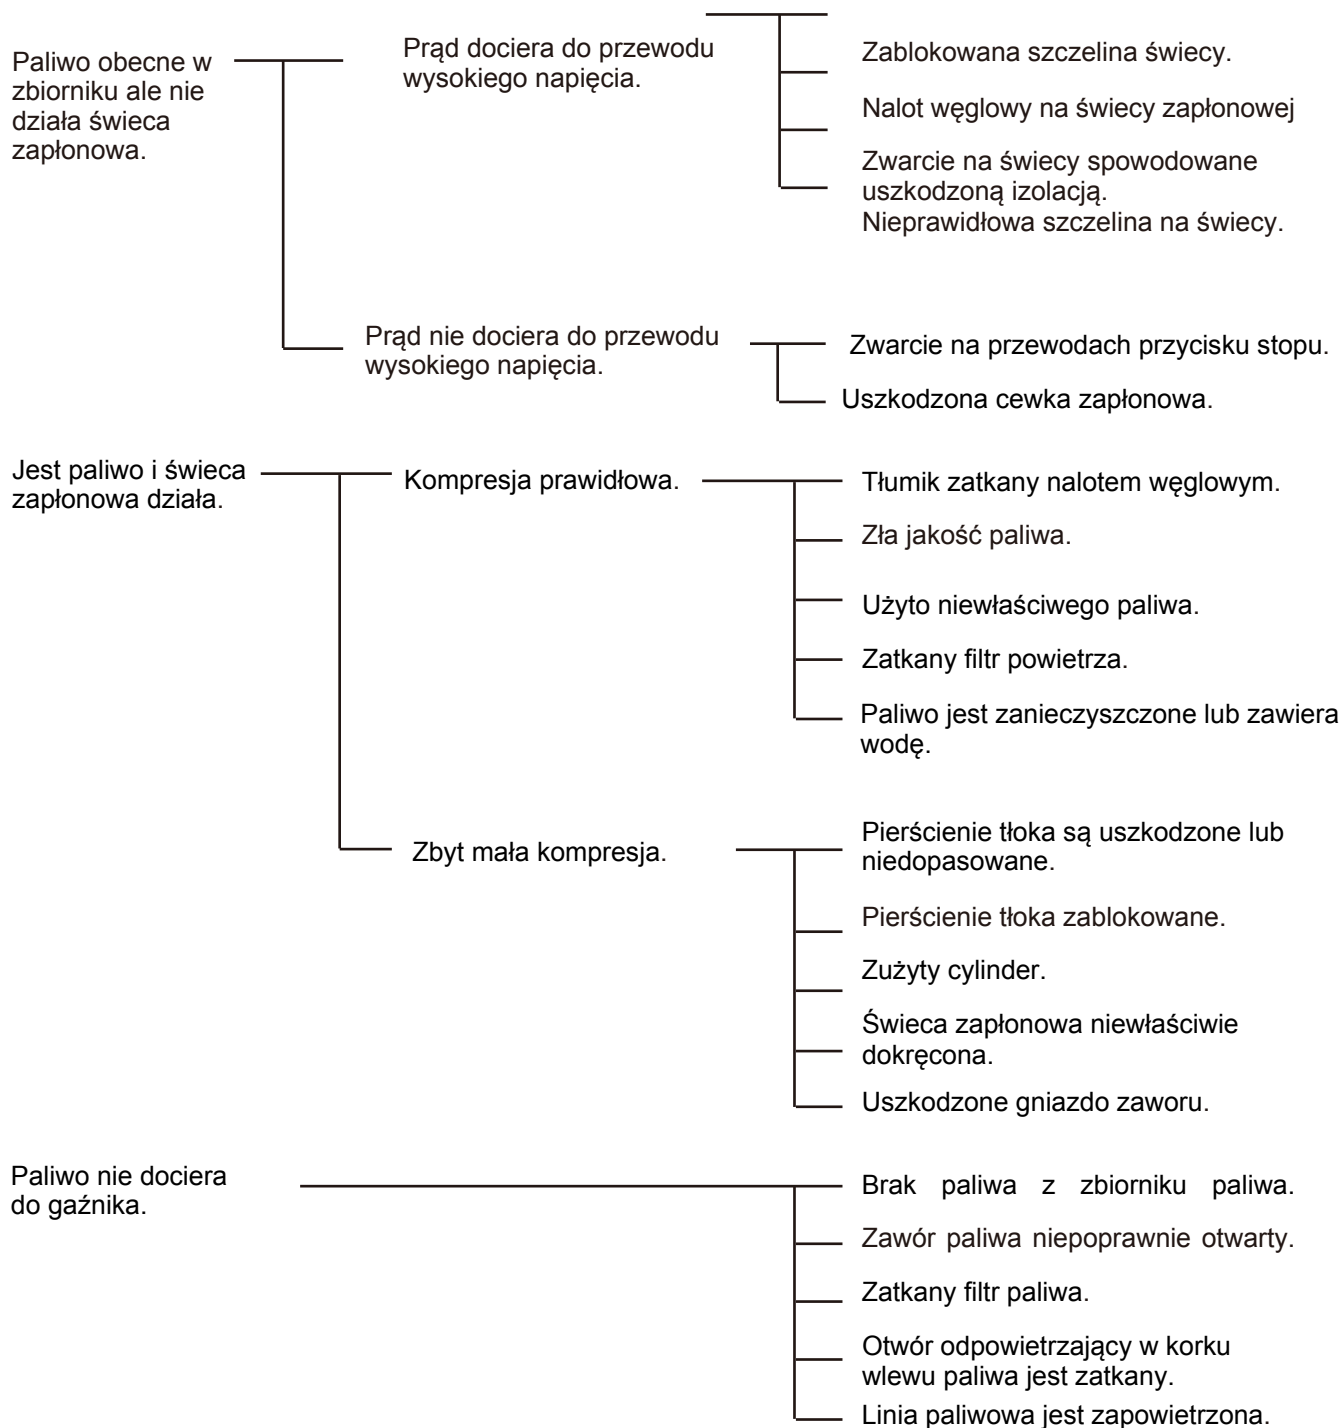 Paliwo obecne w
zbiorniku ale nie
działa świeca
zapłonowa.
Prąd dociera do przewodu
wysokiego napięcia.
Zablokowana szczelina świecy.
Nalot węglowy na świecy zapłonowej
Zwarcie na świecy spowodowane
uszkodzoną izolacją.
Nieprawidłowa szczelina na świecy.
Prąd nie dociera do przewodu
wysokiego napięcia.
Zwarcie na przewodach przycisku stopu.
Uszkodzona cewka zapłonowa.
Jest paliwo i świeca
zapłonowa działa.
Kompresja prawidłowa.
Tłumik zatkany nalotem węglowym.
Zła jakość paliwa.
Użyto niewłaściwego paliwa.
Zatkany filtr powietrza.
Paliwo jest zanieczyszczone lub zawiera
wodę.
Zbyt mała kompresja.
Pierścienie tłoka są uszkodzone lub
niedopasowane.
Pierścienie tłoka zablokowane.
Zużyty cylinder.
Świeca zapłonowa niewłaściwie
dokręcona.
Uszkodzone gniazdo zaworu.
Paliwo nie dociera
do gaźnika.
Brak paliwa z zbiorniku paliwa.
Zawór paliwa niepoprawnie otwarty.
Zatkany filtr paliwa.
Otwór odpowietrzający w korku
wlewu paliwa jest zatkany.
Linia paliwowa jest zapowietrzona.